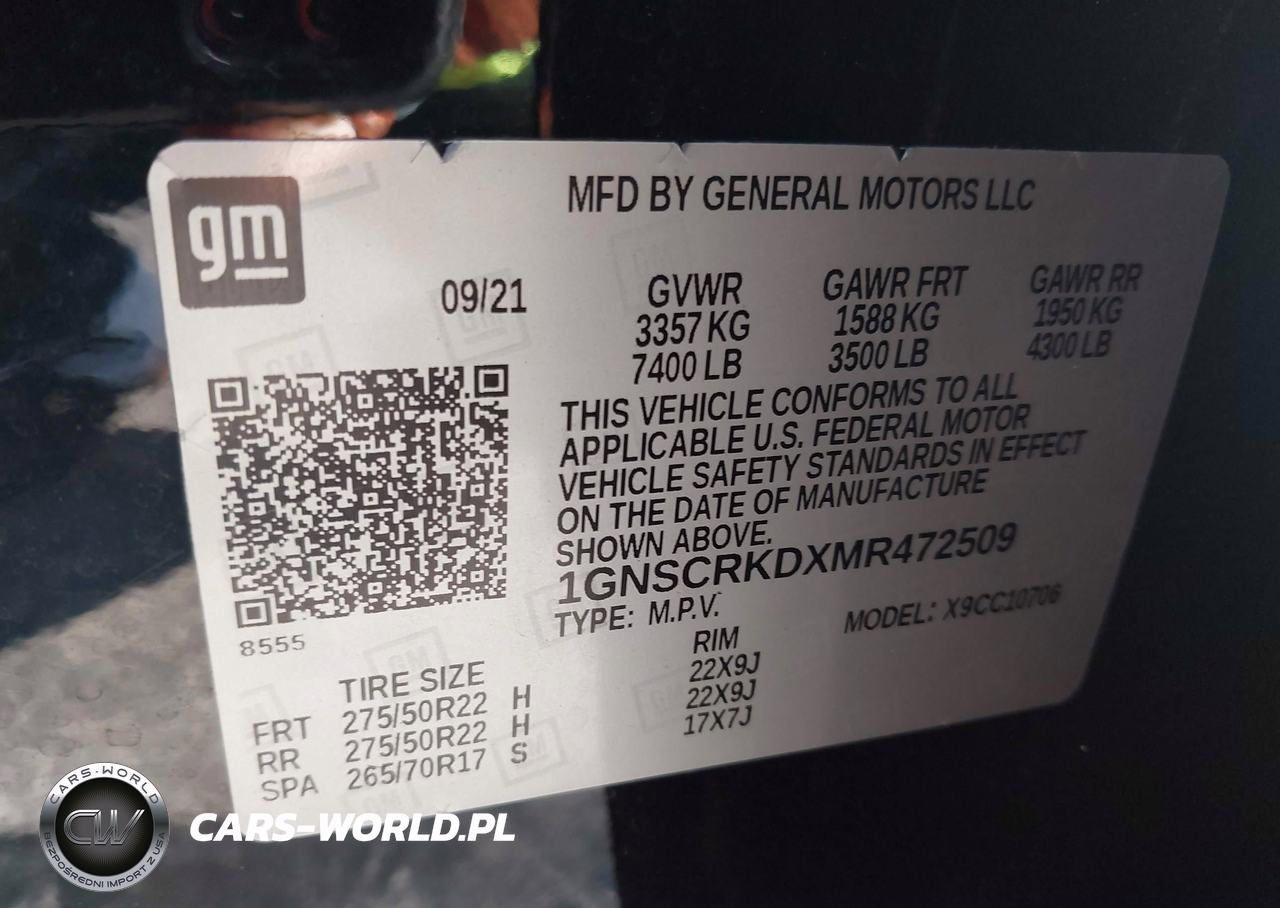 gm
MFD BY GENERAL MOTORS LLC
09/21
GVWR
3357 KG
7400 LB
GAWR FRT
1588 KG
3500 LB
GAWR RR
1950 KG
4300 LB
THIS VEHICLE CONFORMS TO ALL
APPLICABLE U.S. FEDERAL MOTOR
VEHICLE SAFETY STANDARDS IN EFFECT
ON THE DATE OF MANUFACTURE
SHOWN ABOVE.
1GNSCRKDXMR472509
TYPE: M.P.V. MODEL: X9CC10706
8555
TIRE SIZE RIM
FRT 275/50R22 H 22X9J
RR 275/50R22 H 22X9J
SPA 265/70R17 S 17X7J
CARS-WORLD
CW
BEZPOŚREDNI IMPORT Z USA
CARS-WORLD.PL